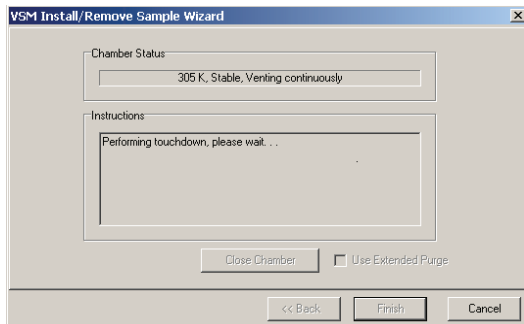 VSM Install/Remove Sample Wizard
Chamber Status
305 K, Stable, Venting continuously
Instructions
Performing touchdown, please wait. . .
Close Chamber
Use Extended Purge
<< Back
Finish
Cancel